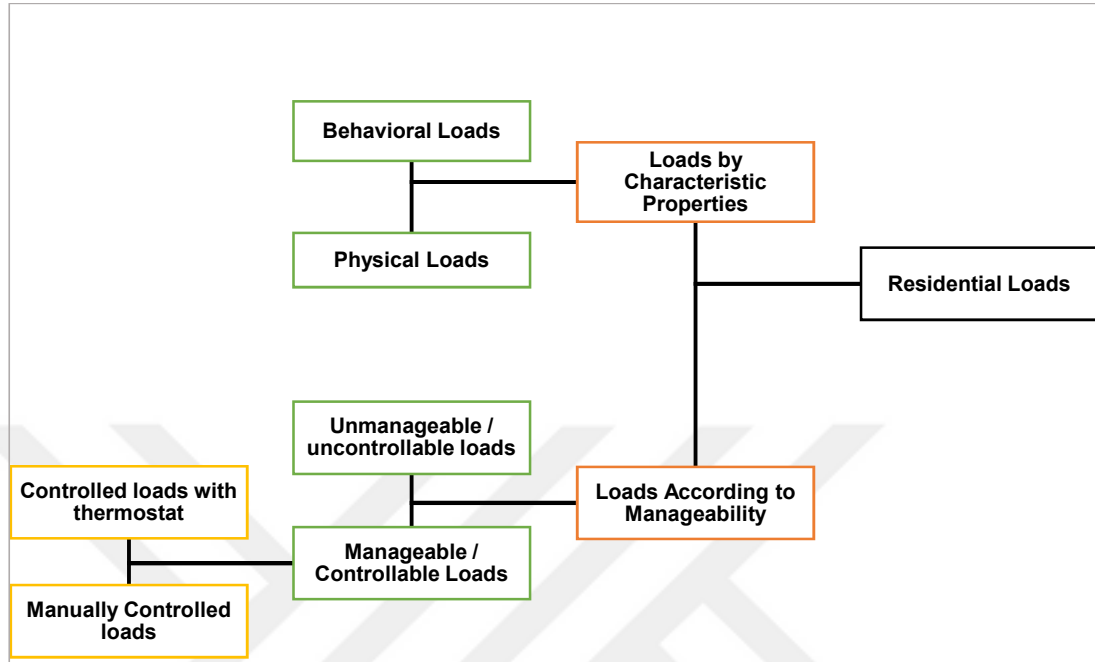 Behavioral Loads
Loads by
Characteristic
Properties
Physical Loads
Residential Loads
Unmanageable /
uncontrollable loads
Controlled loads with
thermostat
Loads According to
Manageability
Manageable /
Controllable Loads
Manually Controlled
loads